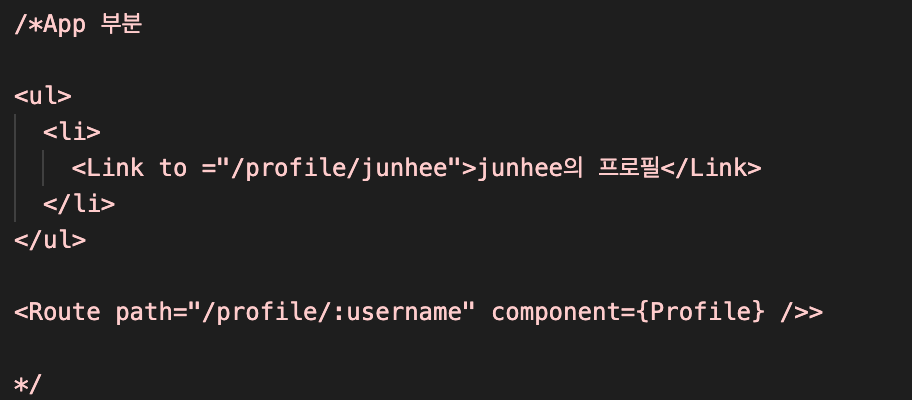 /*App 부분
<ul>
<li>
<Link to ="/profile/junhee">junhee의 프로필</Link>
</li>
</ul>
<Route path="/profile/:username" component={Profile} />>
*/